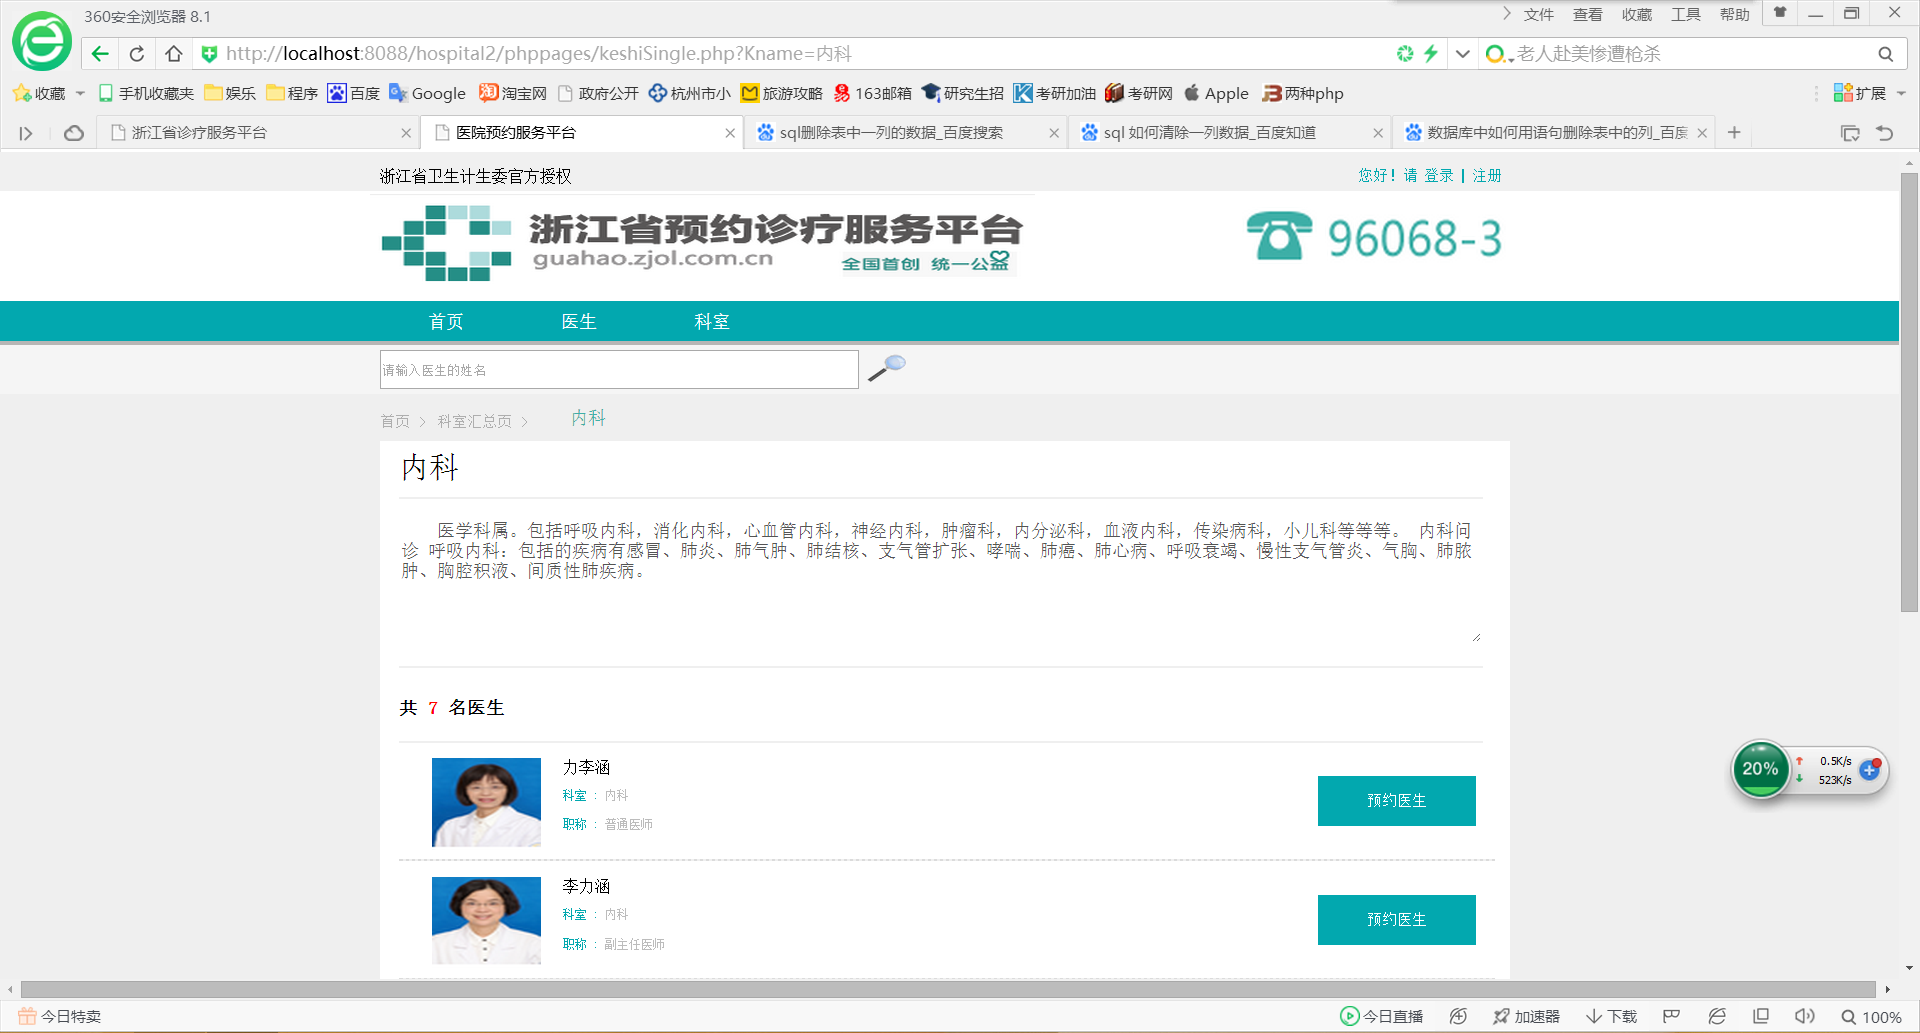 360安全浏览器 8.1
文件 查看 收藏 工具 帮助
http://localhost:8088/hospital2/phppages/keshiSingle.php?Kname=内科
老人赴美惨遭枪杀
收藏 手机收藏夹 娱乐 程序 百度 Google 淘宝网 政府公开 杭州市小 旅游攻略 163邮箱 研究生招 考研加油 考研网 Apple 两种php 扩展
浙江省诊疗服务平台 医院预约服务平台 sql删除表中一列的数据_百度搜索 sql 如何清除一列数据_百度知道 数据库中如何用语句删除表中的列_百度
浙江省卫生计生委官方授权
您好! 请 登录 | 注册
浙江省预约诊疗服务平台
guahao.zjol.com.cn
全国首创 统一公益
96068-3
首页 医生 科室
请输入医生的姓名
首页 > 科室汇总页 > 内科
内科
医学科属。包括呼吸内科，消化内科，心血管内科，神经内科，肿瘤科，内分泌科，血液内科，传染病科，小儿科等等等。 内科问
诊 呼吸内科：包括的疾病有感冒、肺炎、肺气肿、肺结核、支气管扩张、哮喘、肺癌、肺心病、呼吸衰竭、慢性支气管炎、气胸、肺脓
肿、胸腔积液、间质性肺疾病。
共 7 名医生
力李涵
科室 : 内科
职称 : 普通医师
预约医生
李力涵
科室 : 内科
职称 : 副主任医师
预约医生
20%
0.5K/s
523K/s
今日特卖
今日直播 加速器 下载 100%